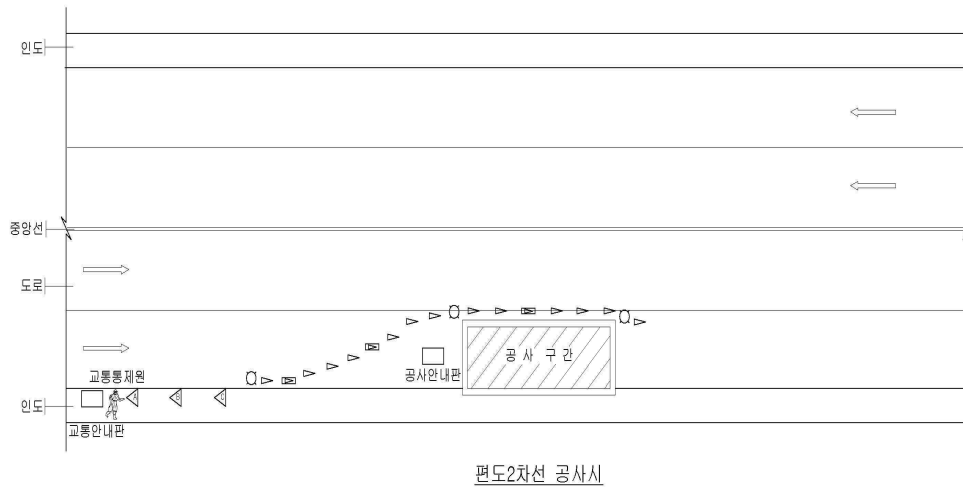 인도
중앙선
도로
교통통제원
공사안내판
공 사 구 간
인도
A
B
C
교통안내판
편도2차선 공사시